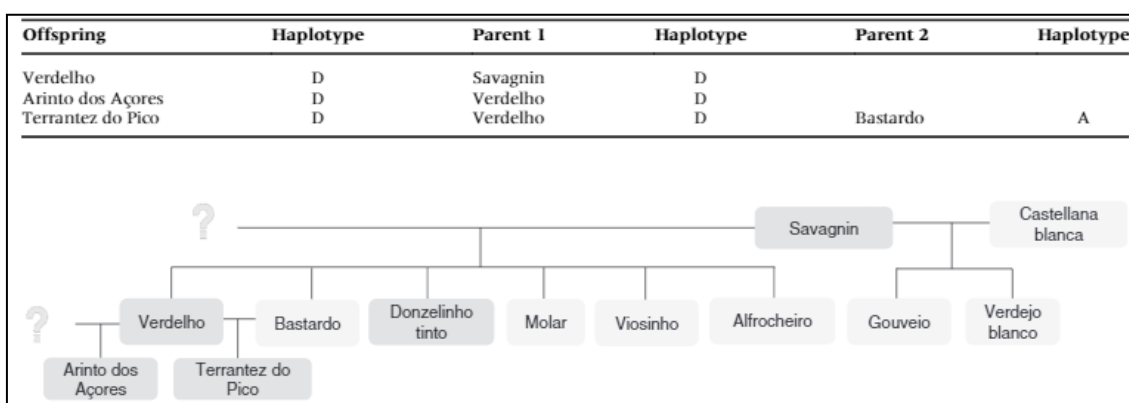 Offspring Haplotype Parent 1 Haplotype Parent 2 Haplotype
Verdelho D Savagnin D
Arinto dos Açores D Verdelho D
Terrantez do Pico D Verdelho D Bastardo A
? Savagnin Castellana
blanca
? Verdelho Bastardo Donzelinho
tinto Molar Viosinho Alfrocheiro Gouveio Verdejo
blanco
Arinto dos
Açores
Terrantez do
Pico